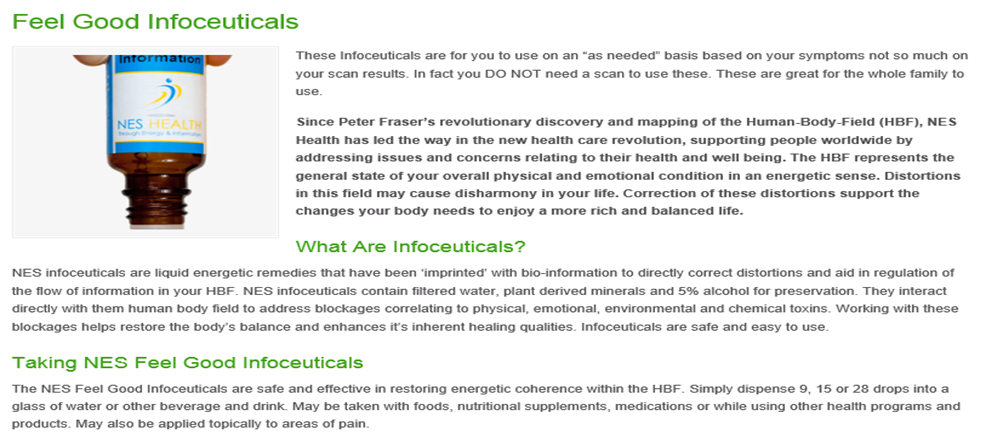 Feel Good Infoceuticals
Information
NES HEALTH
through Energy & Information
These Infoceuticals are for you to use on an “as needed” basis based on your symptoms not so much on
your scan results. In fact you DO NOT need a scan to use these. These are great for the whole family to
use.
Since Peter Fraser’s revolutionary discovery and mapping of the Human-Body-Field (HBF), NES
Health has led the way in the new health care revolution, supporting people worldwide by
addressing issues and concerns relating to their health and well being. The HBF represents the
general state of your overall physical and emotional condition in an energetic sense. Distortions
in this field may cause disharmony in your life. Correction of these distortions support the
changes your body needs to enjoy a more rich and balanced life.
What Are Infoceuticals?
NES infoceuticals are liquid energetic remedies that have been ‘imprinted’ with bio-information to directly correct distortions and aid in regulation of
the flow of information in your HBF. NES infoceuticals contain filtered water, plant derived minerals and 5% alcohol for preservation. They interact
directly with them human body field to address blockages correlating to physical, emotional, environmental and chemical toxins. Working with these
blockages helps restore the body’s balance and enhances it’s inherent healing qualities. Infoceuticals are safe and easy to use.
Taking NES Feel Good Infoceuticals
The NES Feel Good Infoceuticals are safe and effective in restoring energetic coherence within the HBF. Simply dispense 9, 15 or 28 drops into a
glass of water or other beverage and drink. May be taken with foods, nutritional supplements, medications or while using other health programs and
products. May also be applied topically to areas of pain.